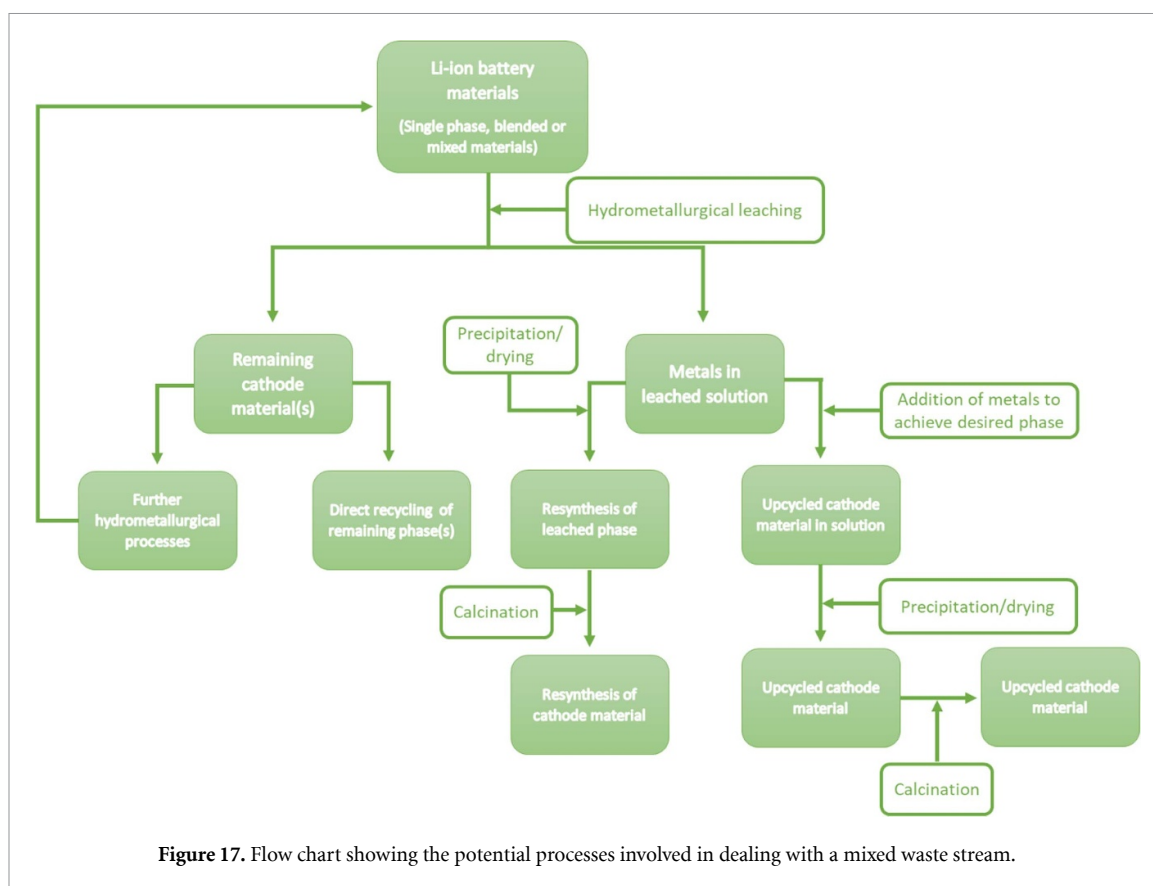 Li-ion battery
materials
(Single phase, blended or
mixed materials)
Hydrometallurgical leaching
Precipitation/
drying
Remaining
cathode
material(s)
Metals in
leached solution
Addition of metals to
achieve desired phase
Further
hydrometallurgical
processes
Direct recycling of
remaining phase(s)
Resynthesis of
leached phase
Upcycled cathode
material in solution
Calcination
Precipitation/drying
Resynthesis of
cathode material
Upcycled cathode
material
Upcycled cathode
material
Calcination
Figure 17. Flow chart showing the potential processes involved in dealing with a mixed waste stream.